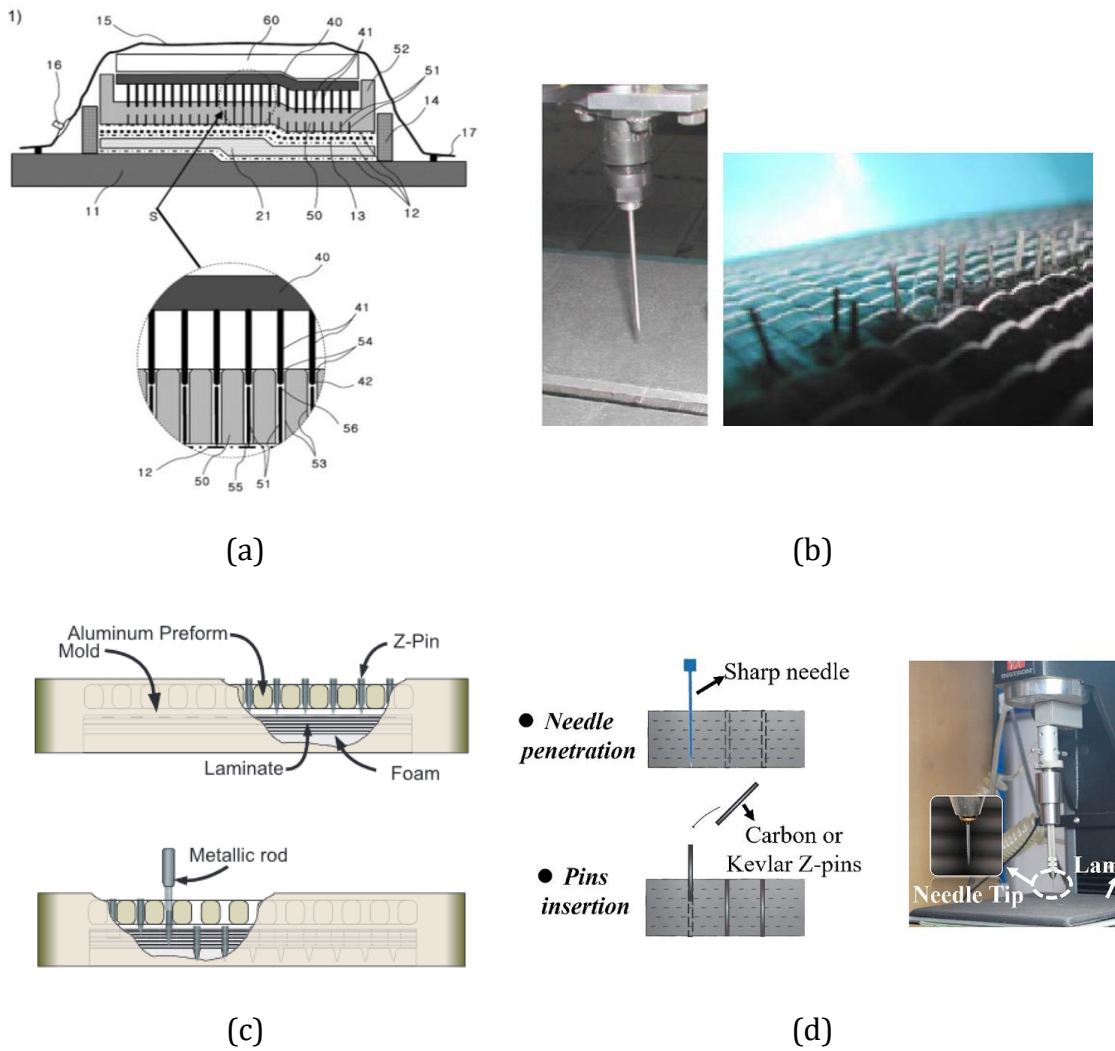 1)
15
60
40
41
52
51
16
14
17
11
S
21
50
13
12
40
41
54
42
56
53
12
50
55
51
(a)
(b)
Aluminum Preform
Mold
Z-Pin
Laminate
Foam
Metallic rod
(c)
Sharp needle
● Needle
penetration
Carbon or
Kevlar Z-pins
● Pins
insertion
INSTRON
Needle Tip
Lam
(d)